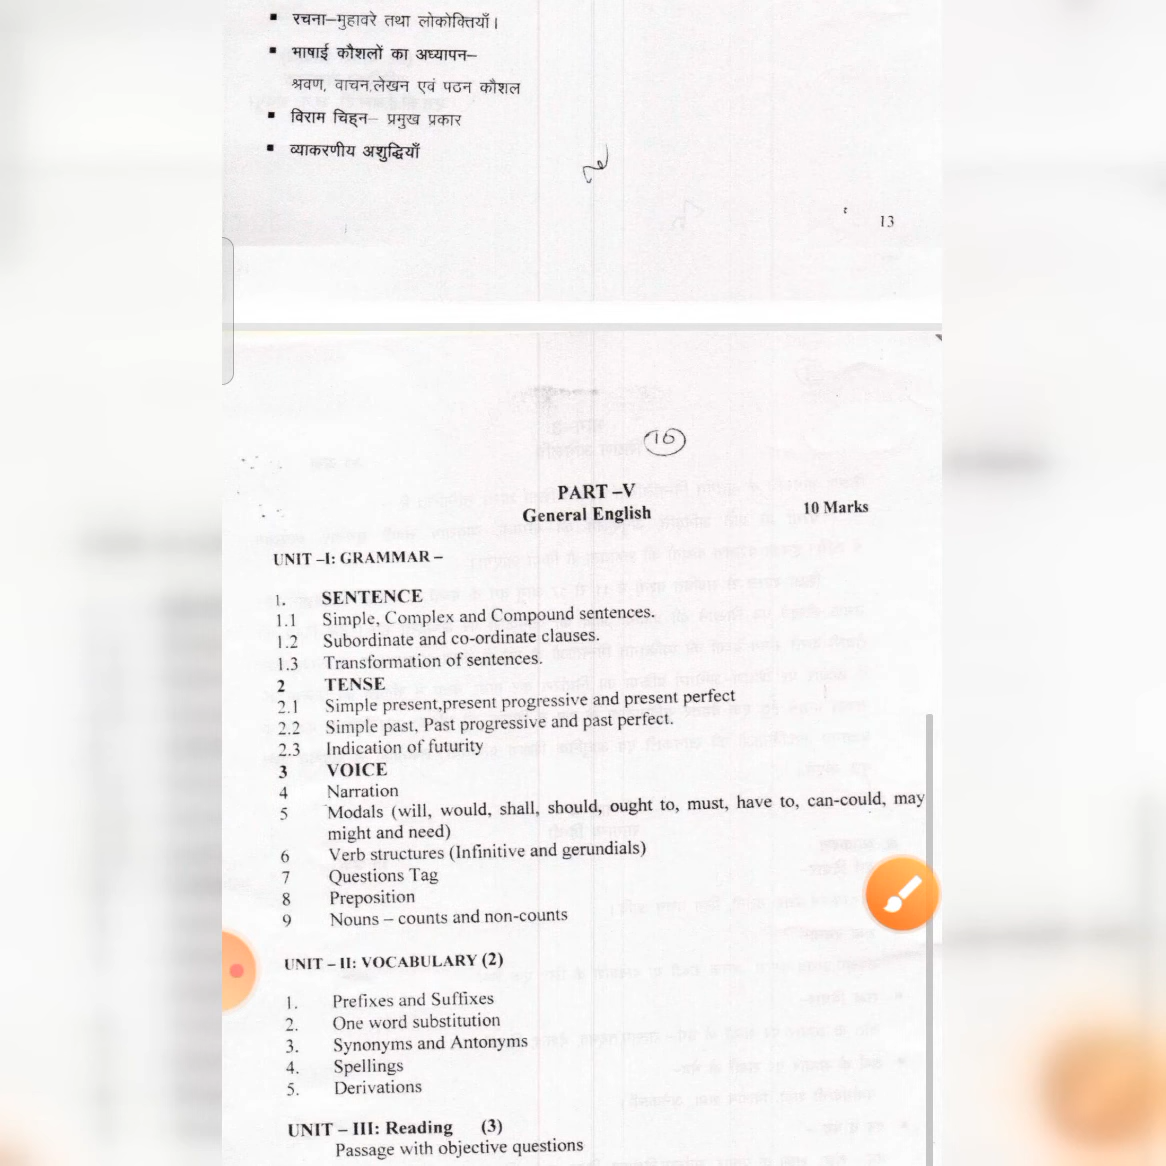 ▪ रचना–मुहावरे तथा लोकोक्तियाँ।
▪ भाषाई कौशलों का अध्यापन–
श्रवण, वाचन,लेखन एवं पठन कौशल
▪ विराम चिह्न– प्रमुख प्रकार
▪ व्याकरणीय अशुद्धियाँ
13
10
PART –V
General English 10 Marks
UNIT –I: GRAMMAR –
1. SENTENCE
1.1 Simple, Complex and Compound sentences.
1.2 Subordinate and co-ordinate clauses.
1.3 Transformation of sentences.
2 TENSE
2.1 Simple present,present progressive and present perfect
2.2 Simple past, Past progressive and past perfect.
2.3 Indication of futurity
3 VOICE
4 Narration
5 Modals (will, would, shall, should, ought to, must, have to, can-could, may
might and need)
6 Verb structures (Infinitive and gerundials)
7 Questions Tag
8 Preposition
9 Nouns – counts and non-counts
UNIT – II: VOCABULARY (2)
1. Prefixes and Suffixes
2. One word substitution
3. Synonyms and Antonyms
4. Spellings
5. Derivations
UNIT – III: Reading (3)
Passage with objective questions